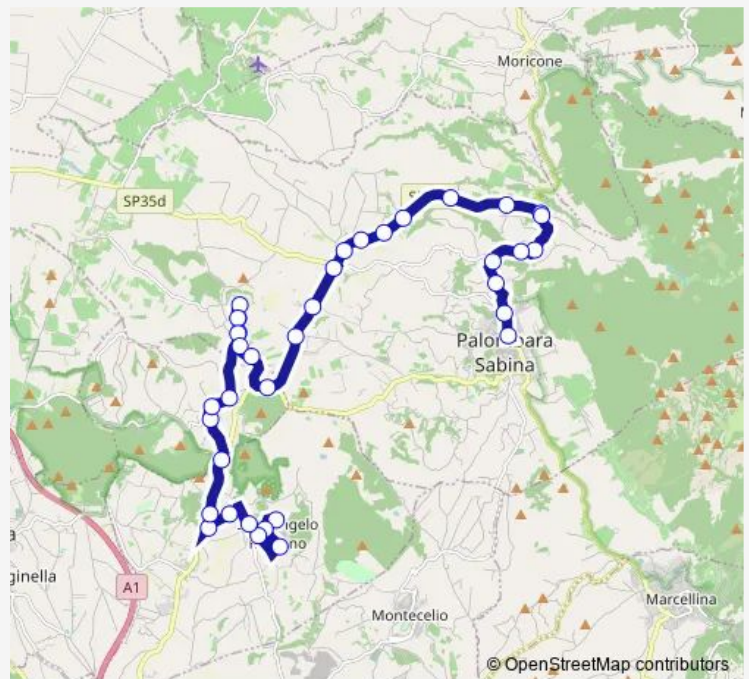 Moricone
SP35d
Palombara
Sabina
A1
Montecelio
Marcellina
© OpenStreetMap contributors